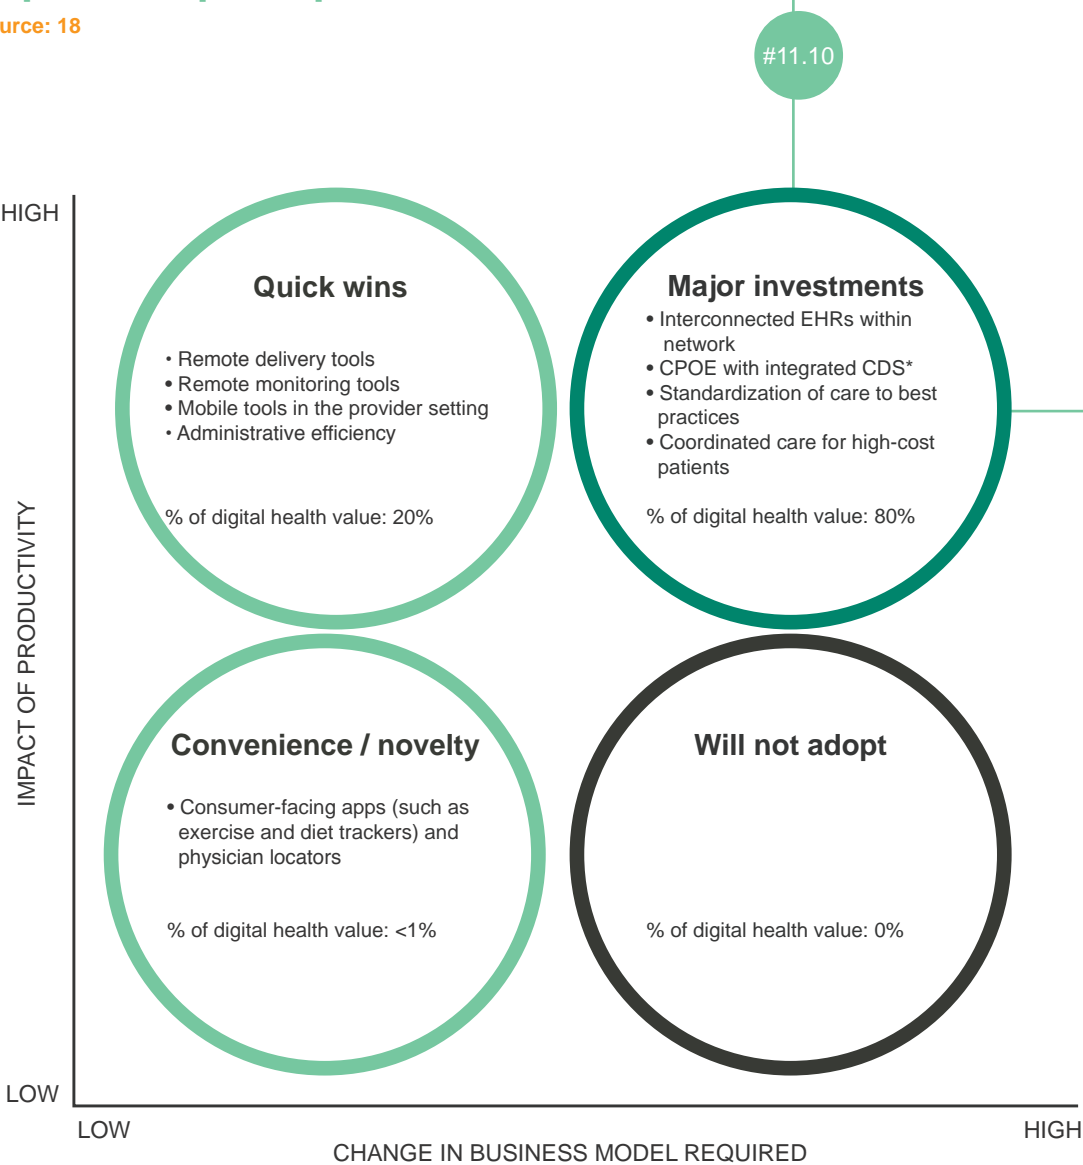 #11.10
HIGH
Quick wins
• Remote delivery tools
• Remote monitoring tools
• Mobile tools in the provider setting
• Administrative efficiency
% of digital health value: 20%
Major investments
• Interconnected EHRs within
network
• CPOE with integrated CDS*
• Standardization of care to best
practices
• Coordinated care for high-cost
patients
% of digital health value: 80%
IMPACT OF PRODUCTIVITY
Convenience / novelty
• Consumer-facing apps (such as
exercise and diet trackers) and
physician locators
% of digital health value: <1%
Will not adopt
% of digital health value: 0%
LOW
LOW
HIGH
CHANGE IN BUSINESS MODEL REQUIRED